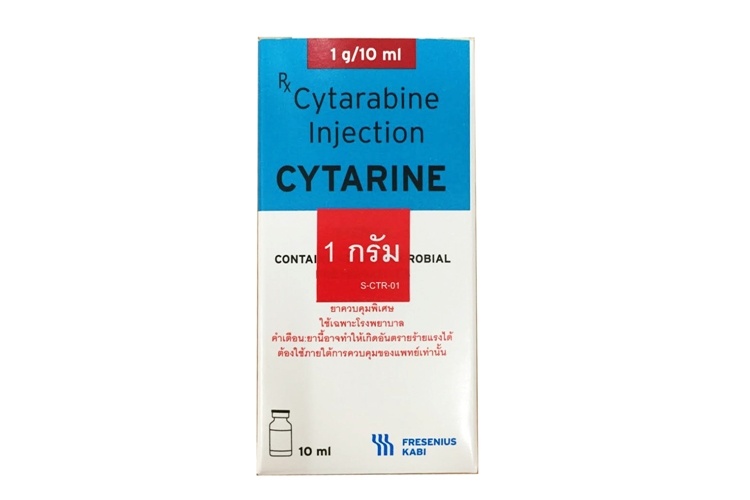 1 g/10 ml
Rx Cytarabine
Injection
CYTARINE
CONTAI 1 กรัม ROBIAL
S-CTR-01
ยาควบคุมพิเศษ
ใช้เฉพาะโรงพยาบาล
คำเตือน:ยานี้อาจทำให้เกิดอันตรายร้ายแรงได้
ต้องใช้ภายใต้การควบคุมของแพทย์เท่านั้น
10 ml
FRESENIUS
KABI